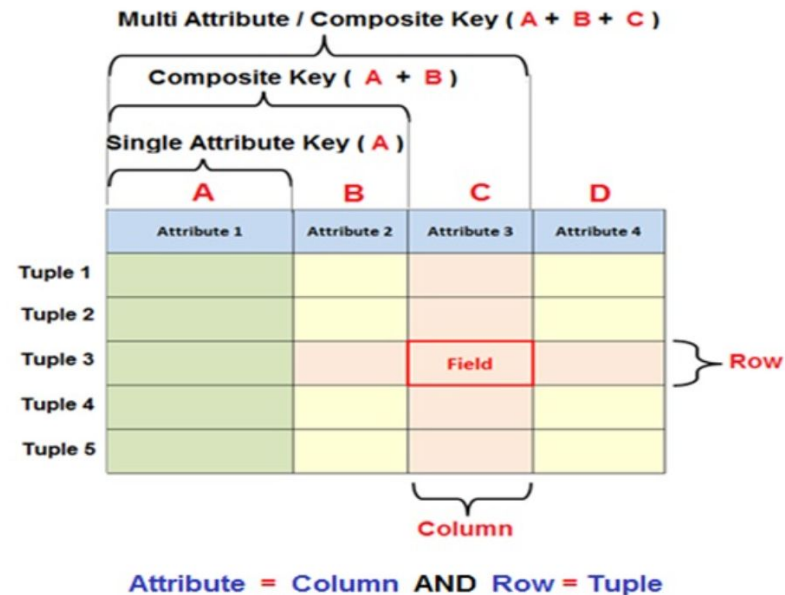 Multi Attribute / Composite Key ( A + B + C )
Composite Key ( A + B )
Single Attribute Key ( A )
A B C D
Attribute 1 Attribute 2 Attribute 3 Attribute 4
Tuple 1
Tuple 2
Tuple 3 Field Row
Tuple 4
Tuple 5
Column
Attribute = Column AND Row = Tuple